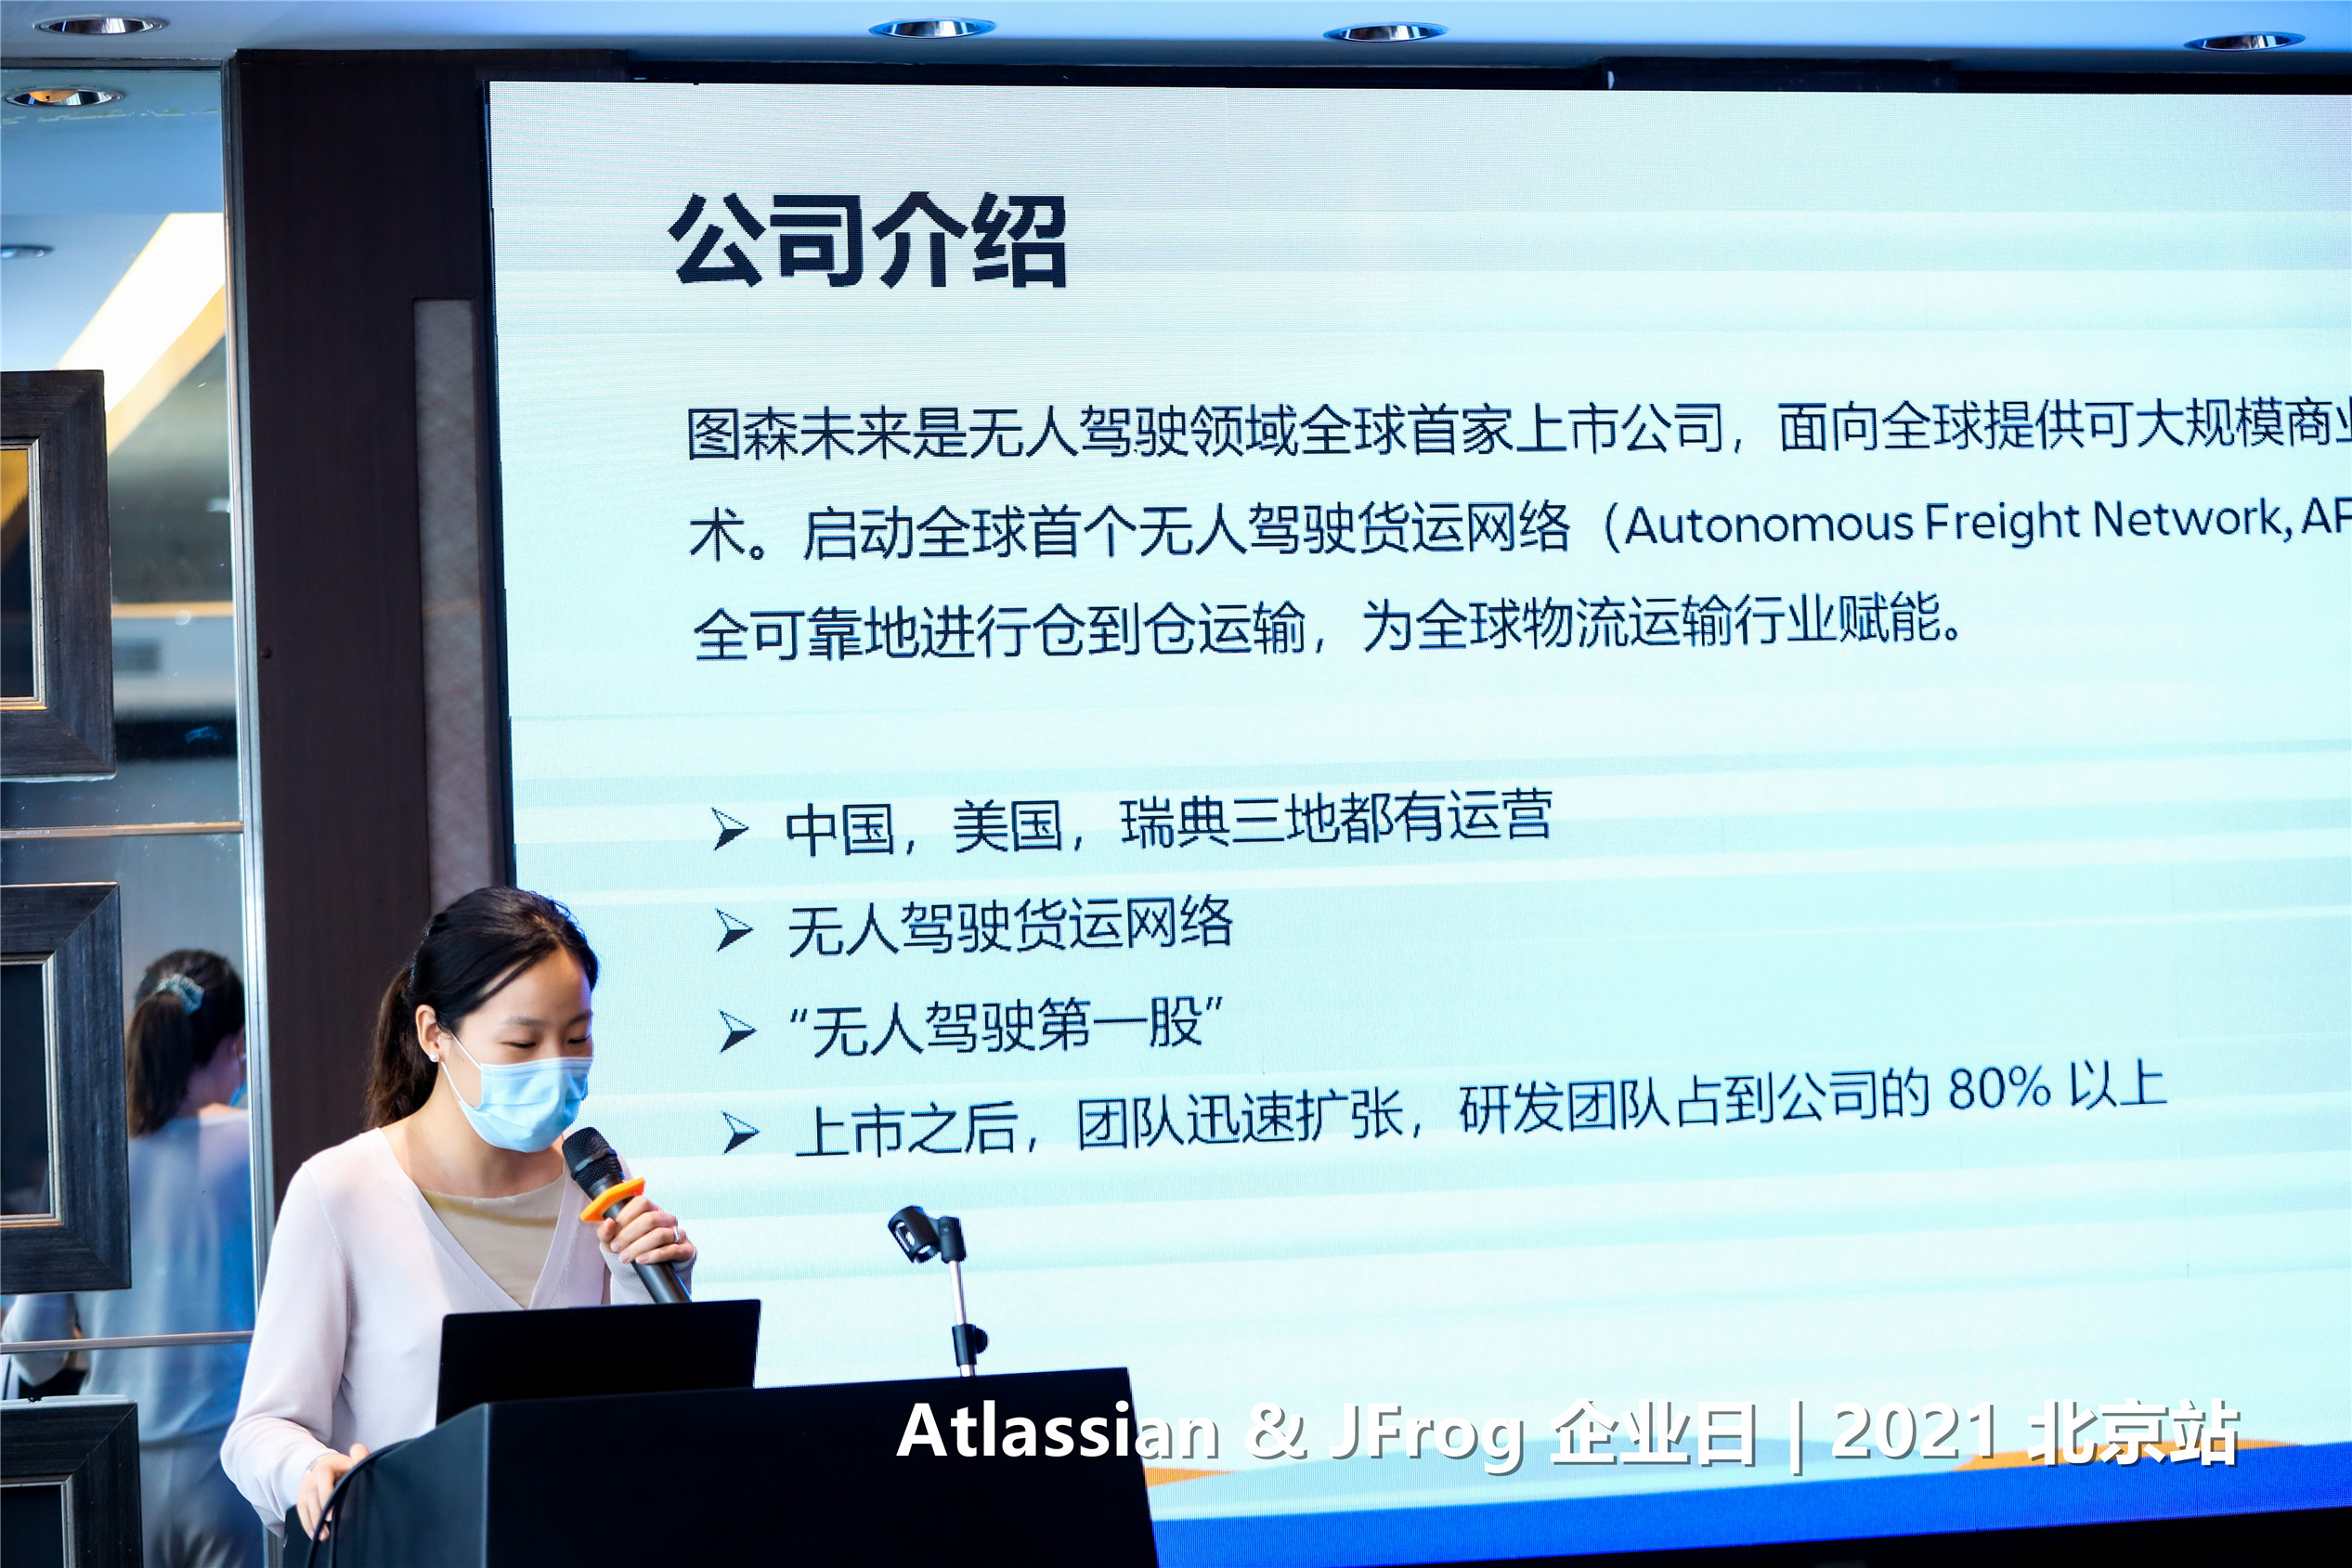 公司介绍
图森未来是无人驾驶领域全球首家上市公司，面向全球提供可大规模商
术。启动全球首个无人驾驶货运网络（Autonomous Freight Network, AF
全可靠地进行仓到仓运输，为全球物流运输行业赋能。
➢ 中国，美国，瑞典三地都有运营
➢ 无人驾驶货运网络
➢ “无人驾驶第一股”
➢ 上市之后，团队迅速扩张，研发团队占到公司的 80% 以上
Atlassian & JFrog 企业日 | 2021 北京站